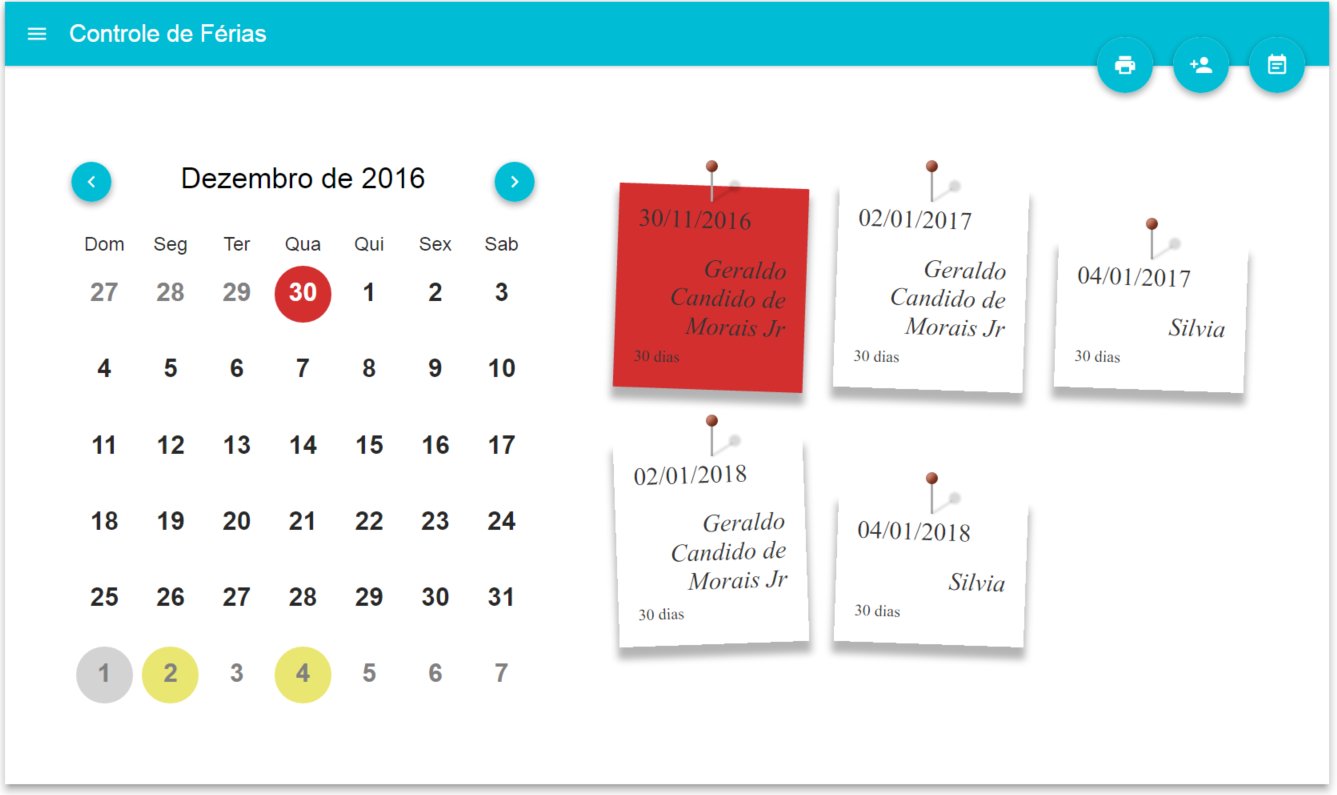 Controle de Férias
Dezembro de 2016
Dom Seg Ter Qua Qui Sex Sab
27 28 29 30 1 2 3
4 5 6 7 8 9 10
11 12 13 14 15 16 17
18 19 20 21 22 23 24
25 26 27 28 29 30 31
1 2 3 4 5 6 7
30/11/2016
Geraldo
Candido de
Morais Jr
30 dias
02/01/2017
Geraldo
Candido de
Morais Jr
30 dias
04/01/2017
Silvia
30 dias
02/01/2018
Geraldo
Candido de
Morais Jr
30 dias
04/01/2018
Silvia
30 dias